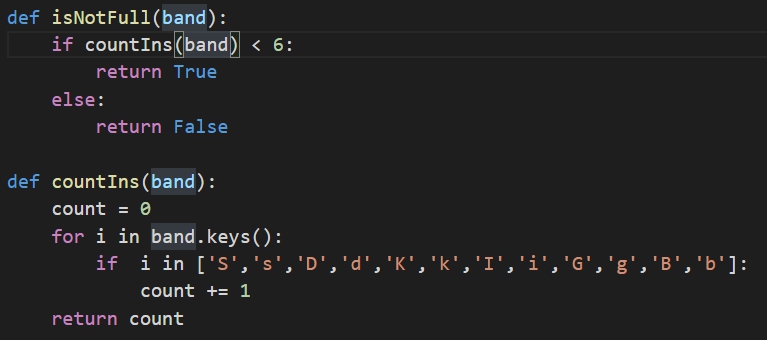 def isNotFull(band):
    if countIns(band) < 6:
        return True
    else:
        return False

def countIns(band):
    count = 0
    for i in band.keys():
        if  i in ['S','s','D','d','K','k','I','i','G','g','B','b']:
            count += 1
    return count